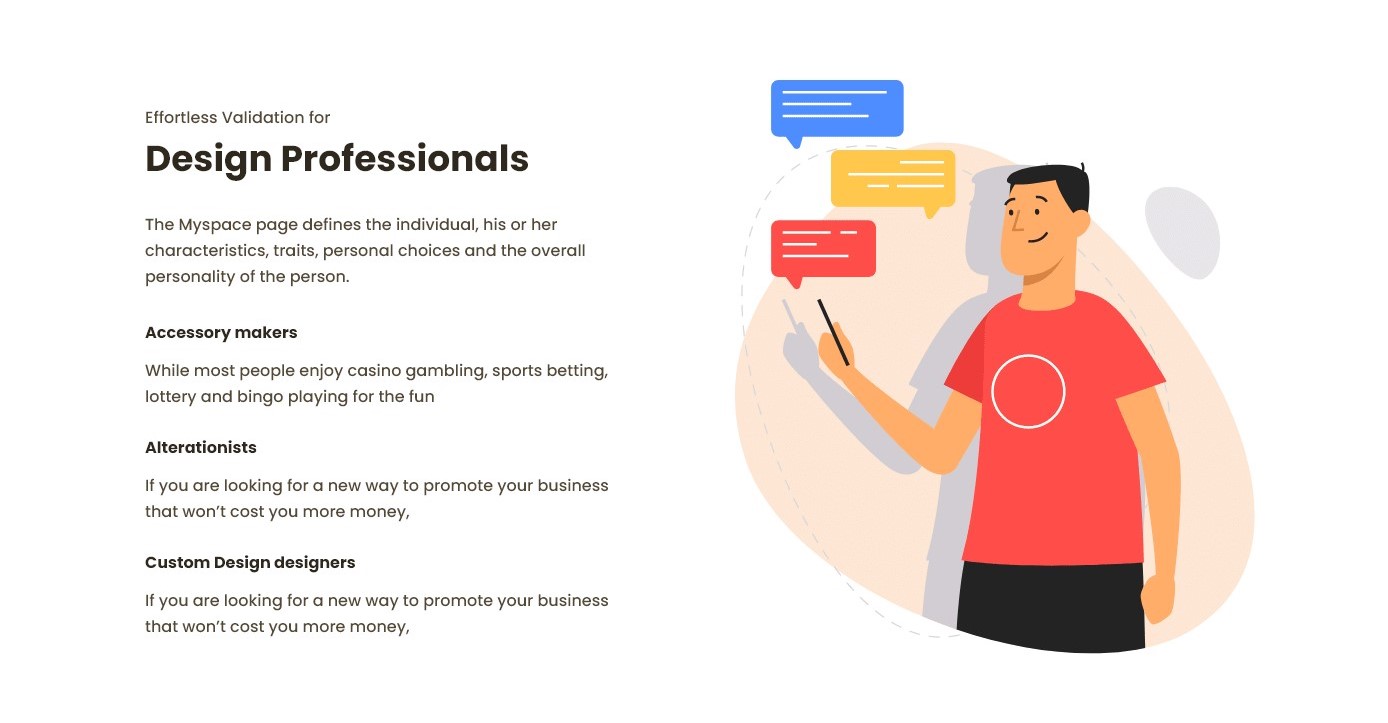 Effortless Validation for
Design Professionals
The Myspace page defines the individual, his or her
characteristics, traits, personal choices and the overall
personality of the person.
Accessory makers
While most people enjoy casino gambling, sports betting,
lottery and bingo playing for the fun
Alterationists
If you are looking for a new way to promote your business
that won’t cost you more money,
Custom Design designers
If you are looking for a new way to promote your business
that won’t cost you more money,